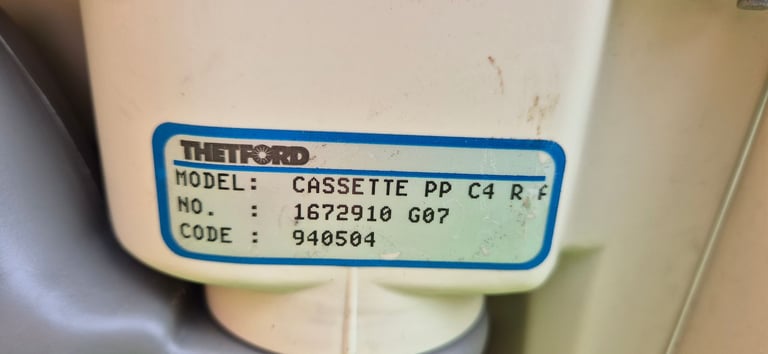 THETFORD
MODEL: CASSETTE PP C4 R
NO. : 1672910 G07
CODE : 940504